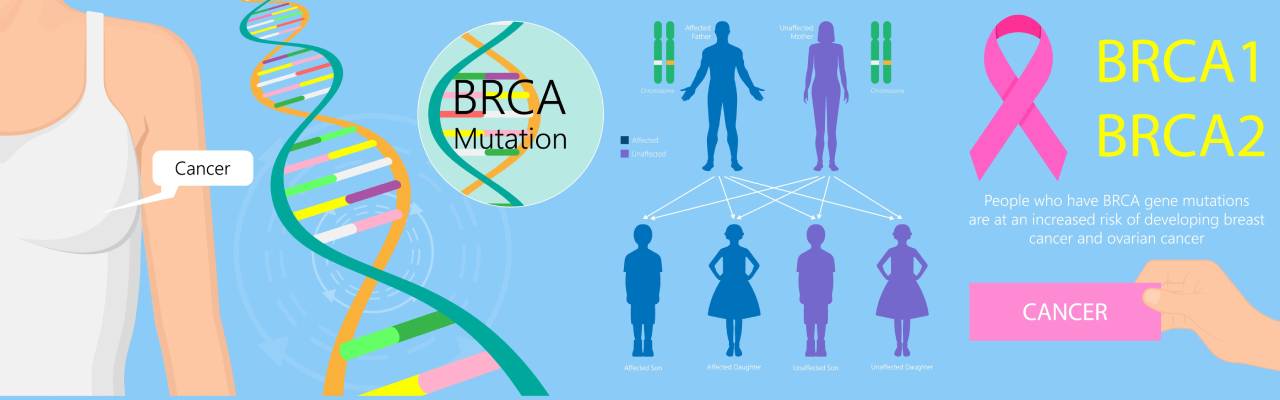 Cancer
BRCA
Mutation
Affected
Father
Unaffected
Mother
Chromosome
Chromosome
Affected
Unaffected
Affected Son
Affected Daughter
Unaffected Son
Unaffected Daughter
BRCA1
BRCA2
People who have BRCA gene mutations
are at an increased risk of developing breast
cancer and ovarian cancer
CANCER